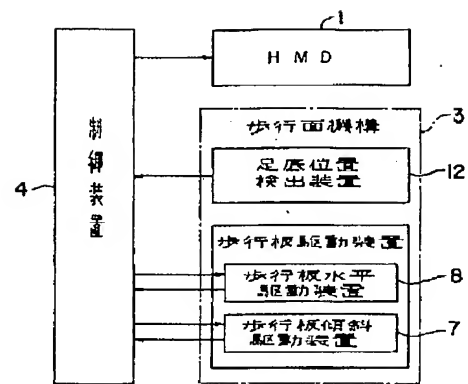 1
HMD
歩行面機構
3
制御装置
4
足底位置
検出装置
12
歩行板駆動装置
歩行板水平
駆動装置
8
歩行板傾斜
駆動装置
7